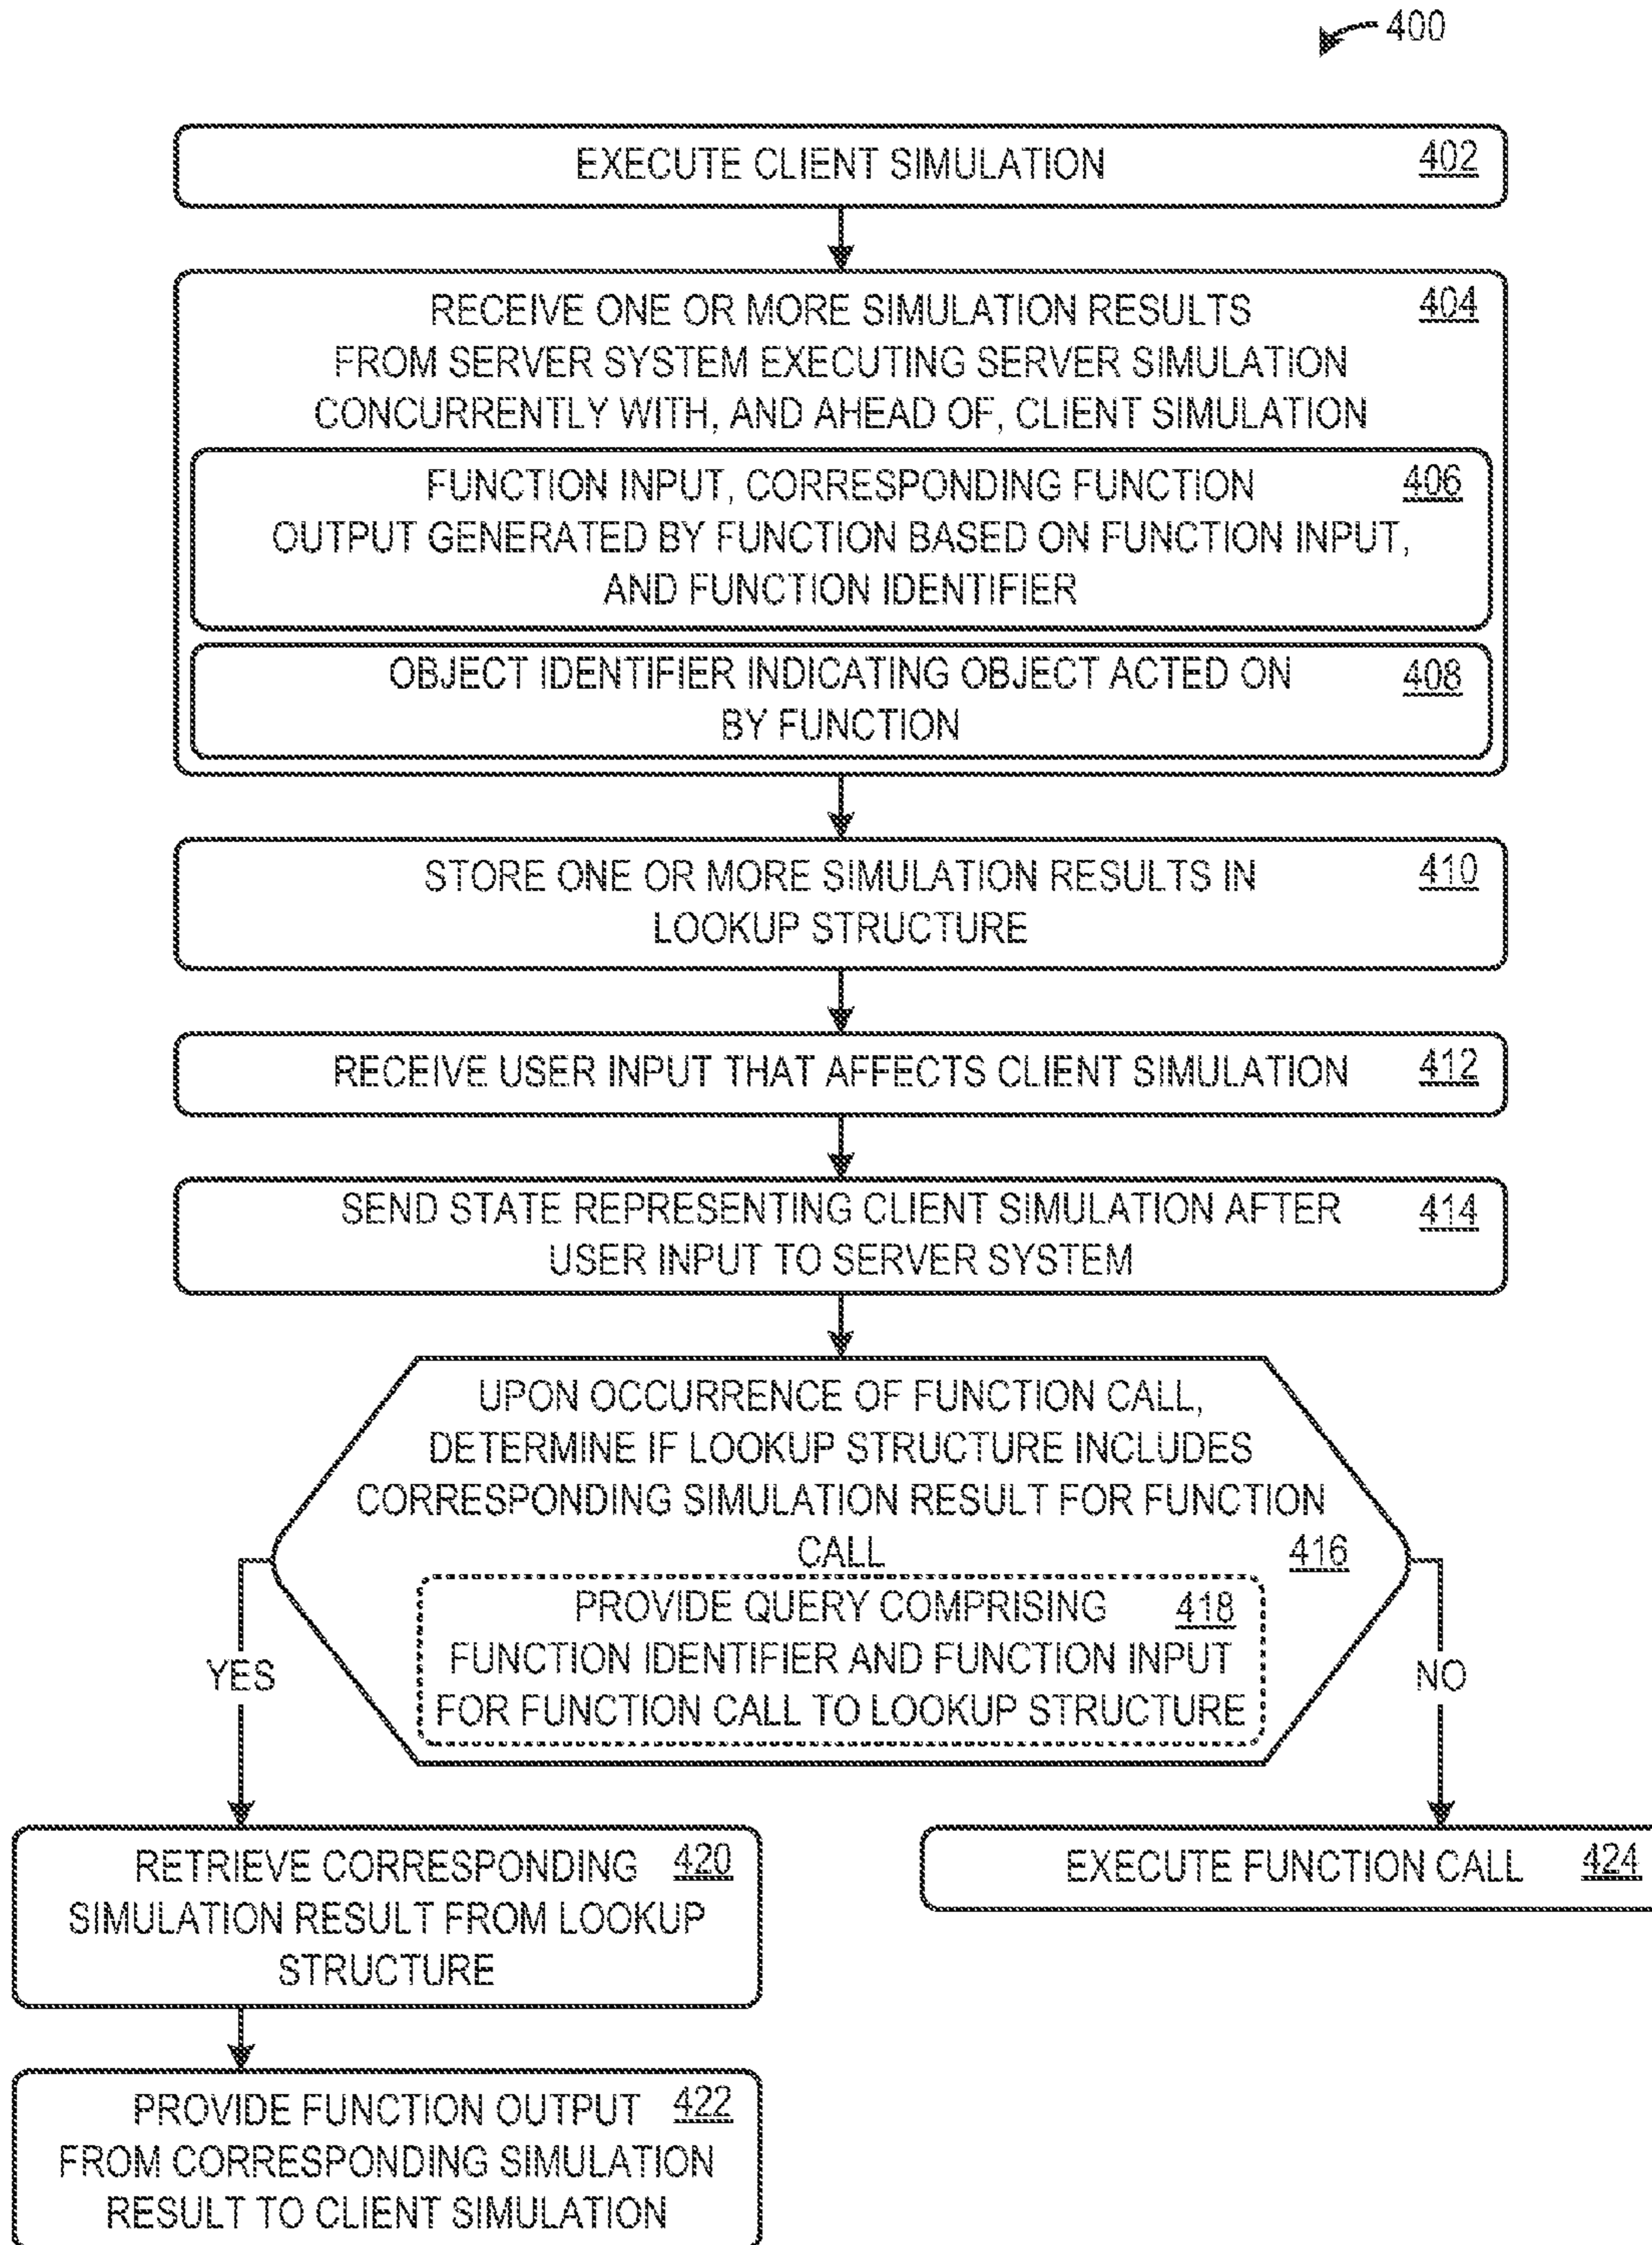 400
EXECUTE CLIENT SIMULATION 402
RECEIVE ONE OR MORE SIMULATION RESULTS 404
FROM SERVER SYSTEM EXECUTING SERVER SIMULATION
CONCURRENTLY WITH, AND AHEAD OF, CLIENT SIMULATION
FUNCTION INPUT, CORRESPONDING FUNCTION 406
OUTPUT GENERATED BY FUNCTION BASED ON FUNCTION INPUT,
AND FUNCTION IDENTIFIER
OBJECT IDENTIFIER INDICATING OBJECT ACTED ON 408
BY FUNCTION
STORE ONE OR MORE SIMULATION RESULTS IN 410
LOOKUP STRUCTURE
RECEIVE USER INPUT THAT AFFECTS CLIENT SIMULATION 412
SEND STATE REPRESENTING CLIENT SIMULATION AFTER 414
USER INPUT TO SERVER SYSTEM
UPON OCCURRENCE OF FUNCTION CALL,
DETERMINE IF LOOKUP STRUCTURE INCLUDES
CORRESPONDING SIMULATION RESULT FOR FUNCTION
CALL 416
PROVIDE QUERY COMPRISING 418
FUNCTION IDENTIFIER AND FUNCTION INPUT
FOR FUNCTION CALL TO LOOKUP STRUCTURE
YES
NO
RETRIEVE CORRESPONDING 420
SIMULATION RESULT FROM LOOKUP
STRUCTURE
EXECUTE FUNCTION CALL 424
PROVIDE FUNCTION OUTPUT 422
FROM CORRESPONDING SIMULATION
RESULT TO CLIENT SIMULATION